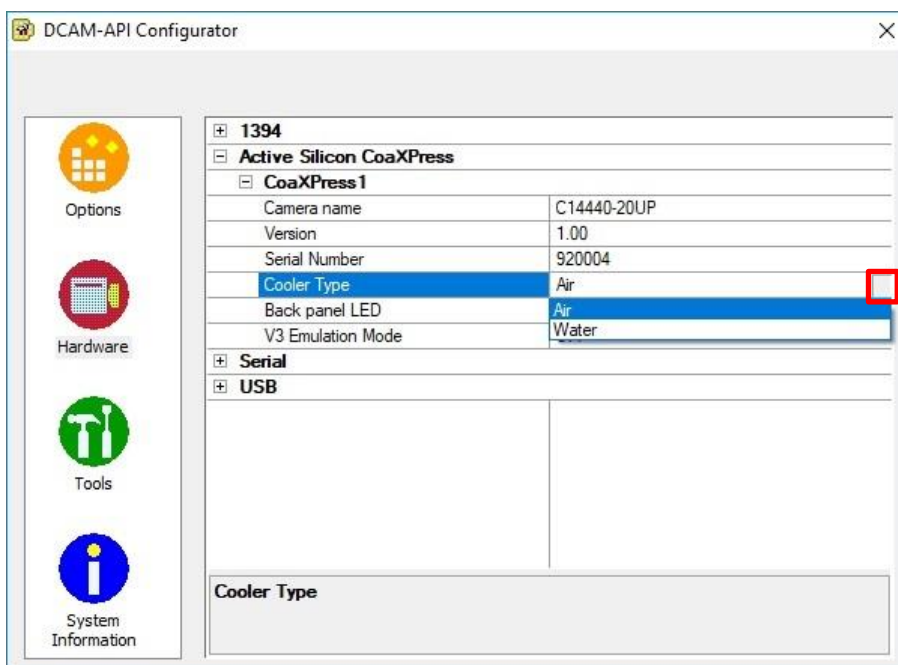 DCAM-API Configurator
Options
Hardware
Tools
System
Information
1394
Active Silicon CoaXPress
CoaXPress1
Camera name C14440-20UP
Version 1.00
Serial Number 920004
Cooler Type Air
Back panel LED Air
V3 Emulation Mode Water
Serial
USB
Cooler Type